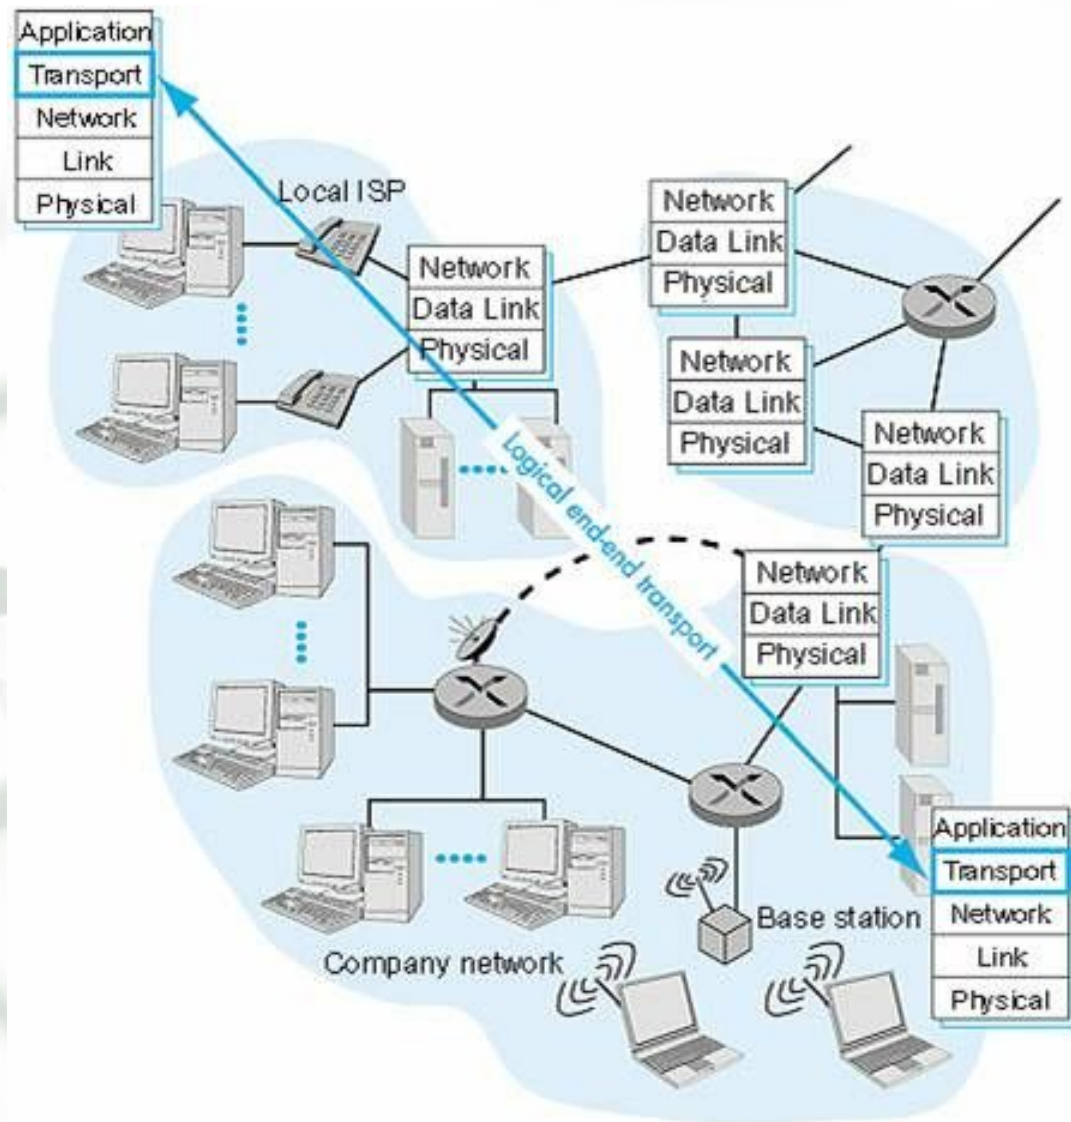 Application
Transport
Network
Link
Physical
Local ISP
Network
Data Link
Physical
Network
Data Link
Physical
Network
Data Link
Physical
Network
Data Link
Physical
Logical end-end transport
Network
Data Link
Physical
Application
Transport
Network
Link
Physical
Base station
Company network